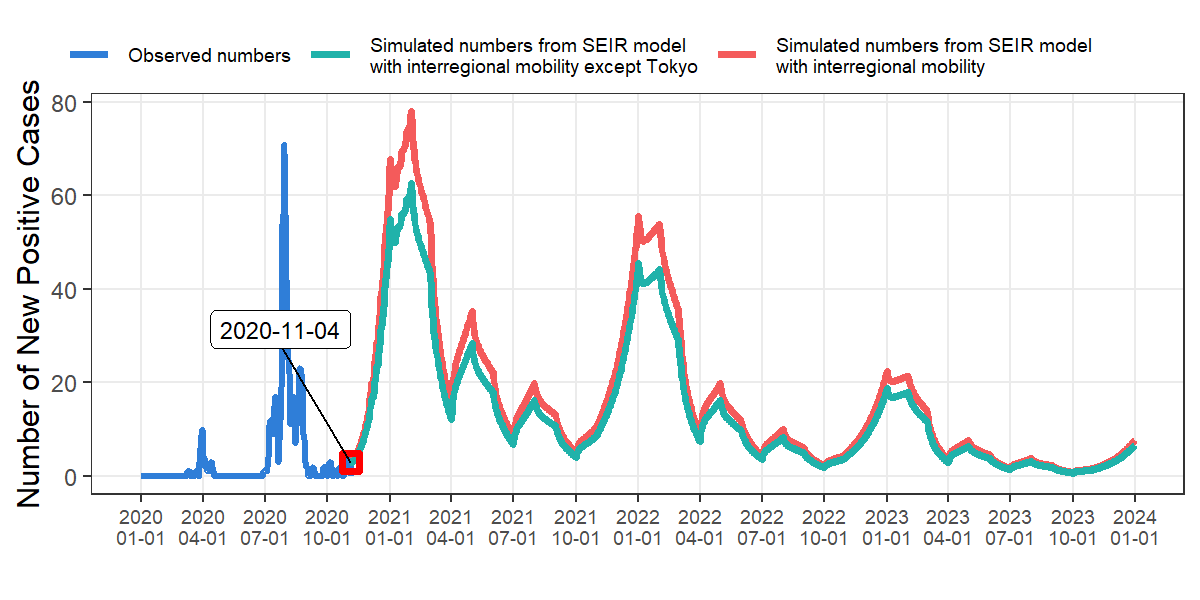 Observed numbers
Simulated numbers from SEIR model
with interregional mobility except Tokyo
Simulated numbers from SEIR model
with interregional mobility
Number of New Positive Cases
80
60
40
20
0
2020-11-04
2020 2020 2020 2020 2021 2021 2021 2021 2022 2022 2022 2022 2023 2023 2023 2023 2024
01-01 04-01 07-01 10-01 01-01 04-01 07-01 10-01 01-01 04-01 07-01 10-01 01-01 04-01 07-01 10-01 01-01